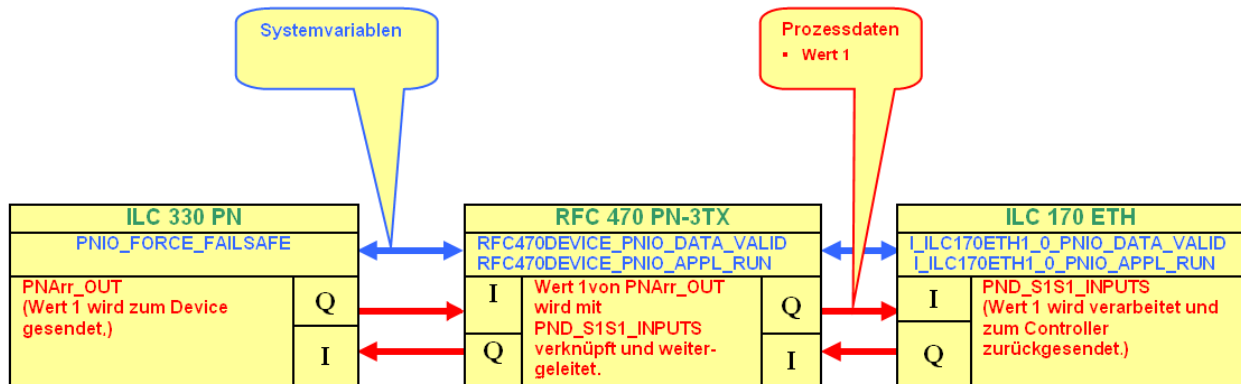 Systemvariablen
Prozessdaten
▪ Wert 1
ILC 330 PN
PNIO_FORCE_FAILSAFE
PNArr_OUT
(Wert 1 wird zum Device
gesendet.)
Q
I
RFC 470 PN-3TX
RFC470DEVICE_PNIO_DATA_VALID
RFC470DEVICE_PNIO_APPL_RUN
I
Q
Wert 1von PNArr_OUT
wird mit
PND_S1S1_INPUTS
verknüpft und weiter-
geleitet.
Q
I
ILC 170 ETH
I_ILC170ETH1_0_PNIO_DATA_VALID
I_ILC170ETH1_0_PNIO_APPL_RUN
I
Q
PND_S1S1_INPUTS
(Wert 1 wird verarbeitet und
zum Controller
zurückgesendet.)